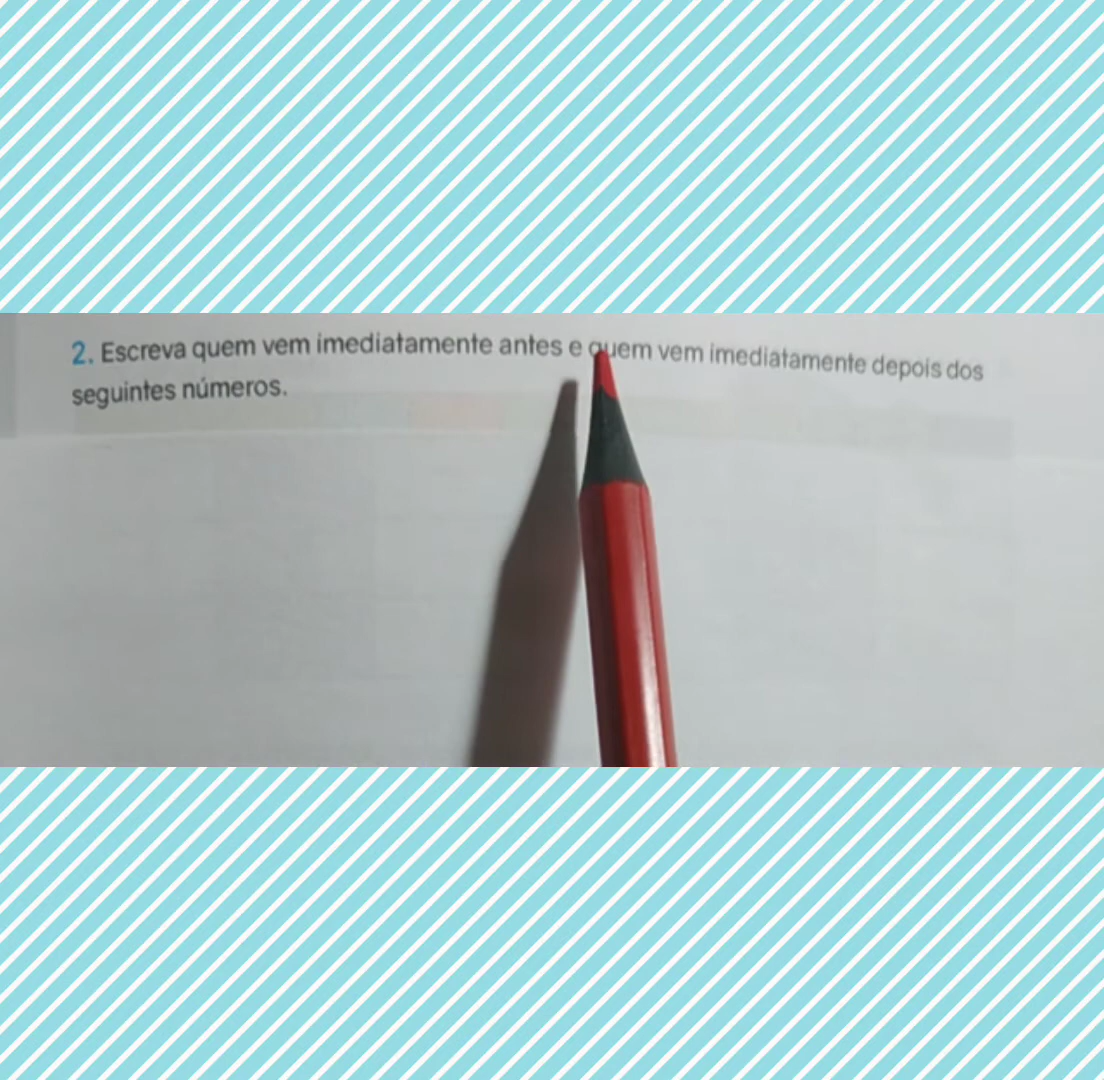 2. Escreva quem vem imediatamente antes e quem vem imediatamente depois dos
seguintes números.